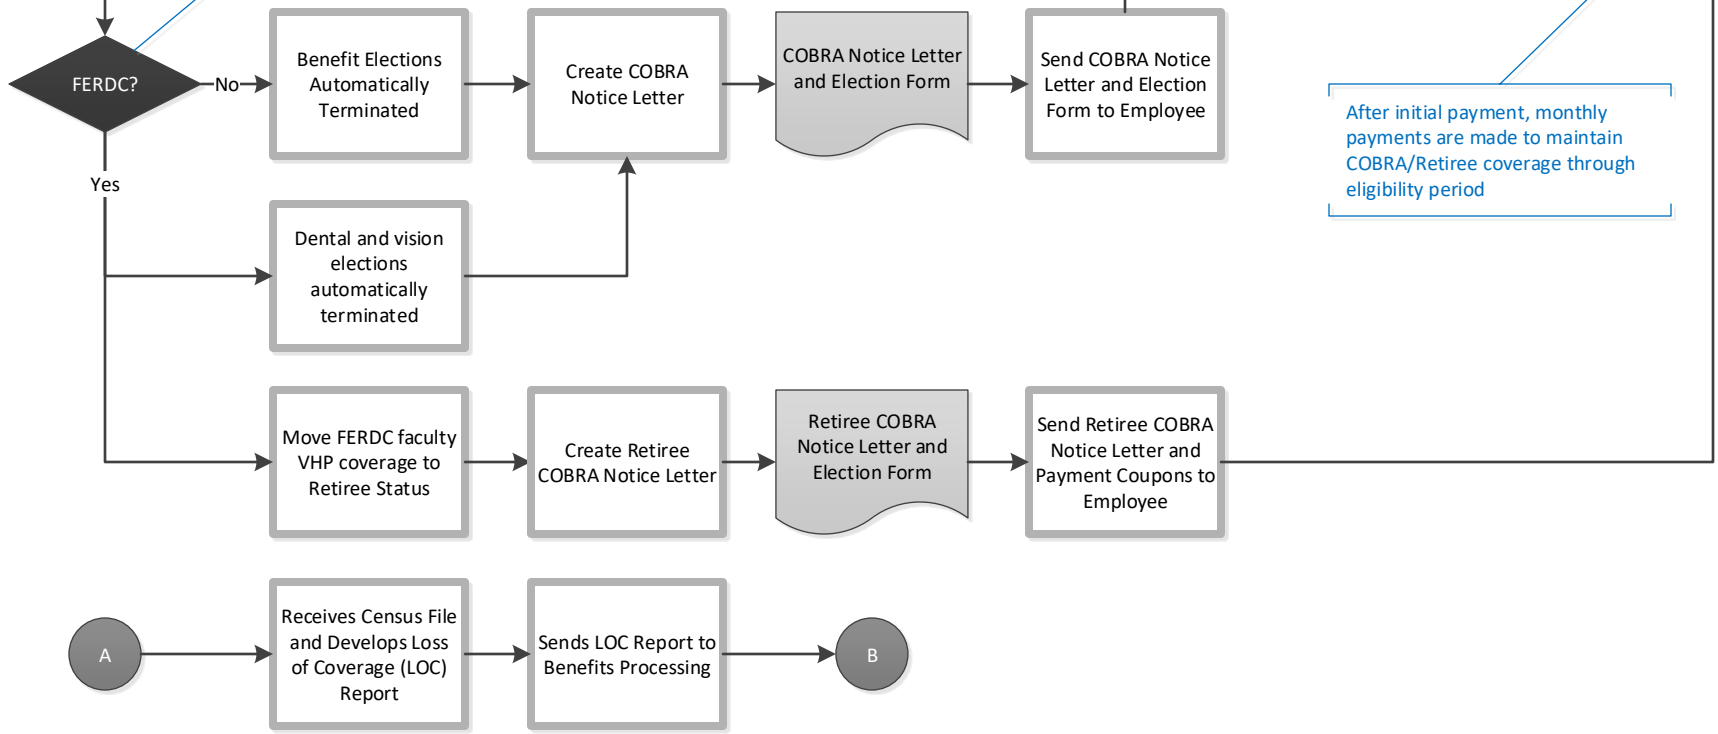 FERDC?
No
Benefit Elections
Automatically
Terminated
Create COBRA
Notice Letter
COBRA Notice Letter
and Election Form
Send COBRA Notice
Letter and Election
Form to Employee
After initial payment, monthly
payments are made to maintain
COBRA/Retiree coverage through
eligibility period
Yes
Dental and vision
elections
automatically
terminated
Move FERDC faculty
VHP coverage to
Retiree Status
Create Retiree
COBRA Notice Letter
Retiree COBRA
Notice Letter and
Election Form
Send Retiree COBRA
Notice Letter and
Payment Coupons to
Employee
A
Receives Census File
and Develops Loss
of Coverage (LOC)
Report
Sends LOC Report to
Benefits Processing
B